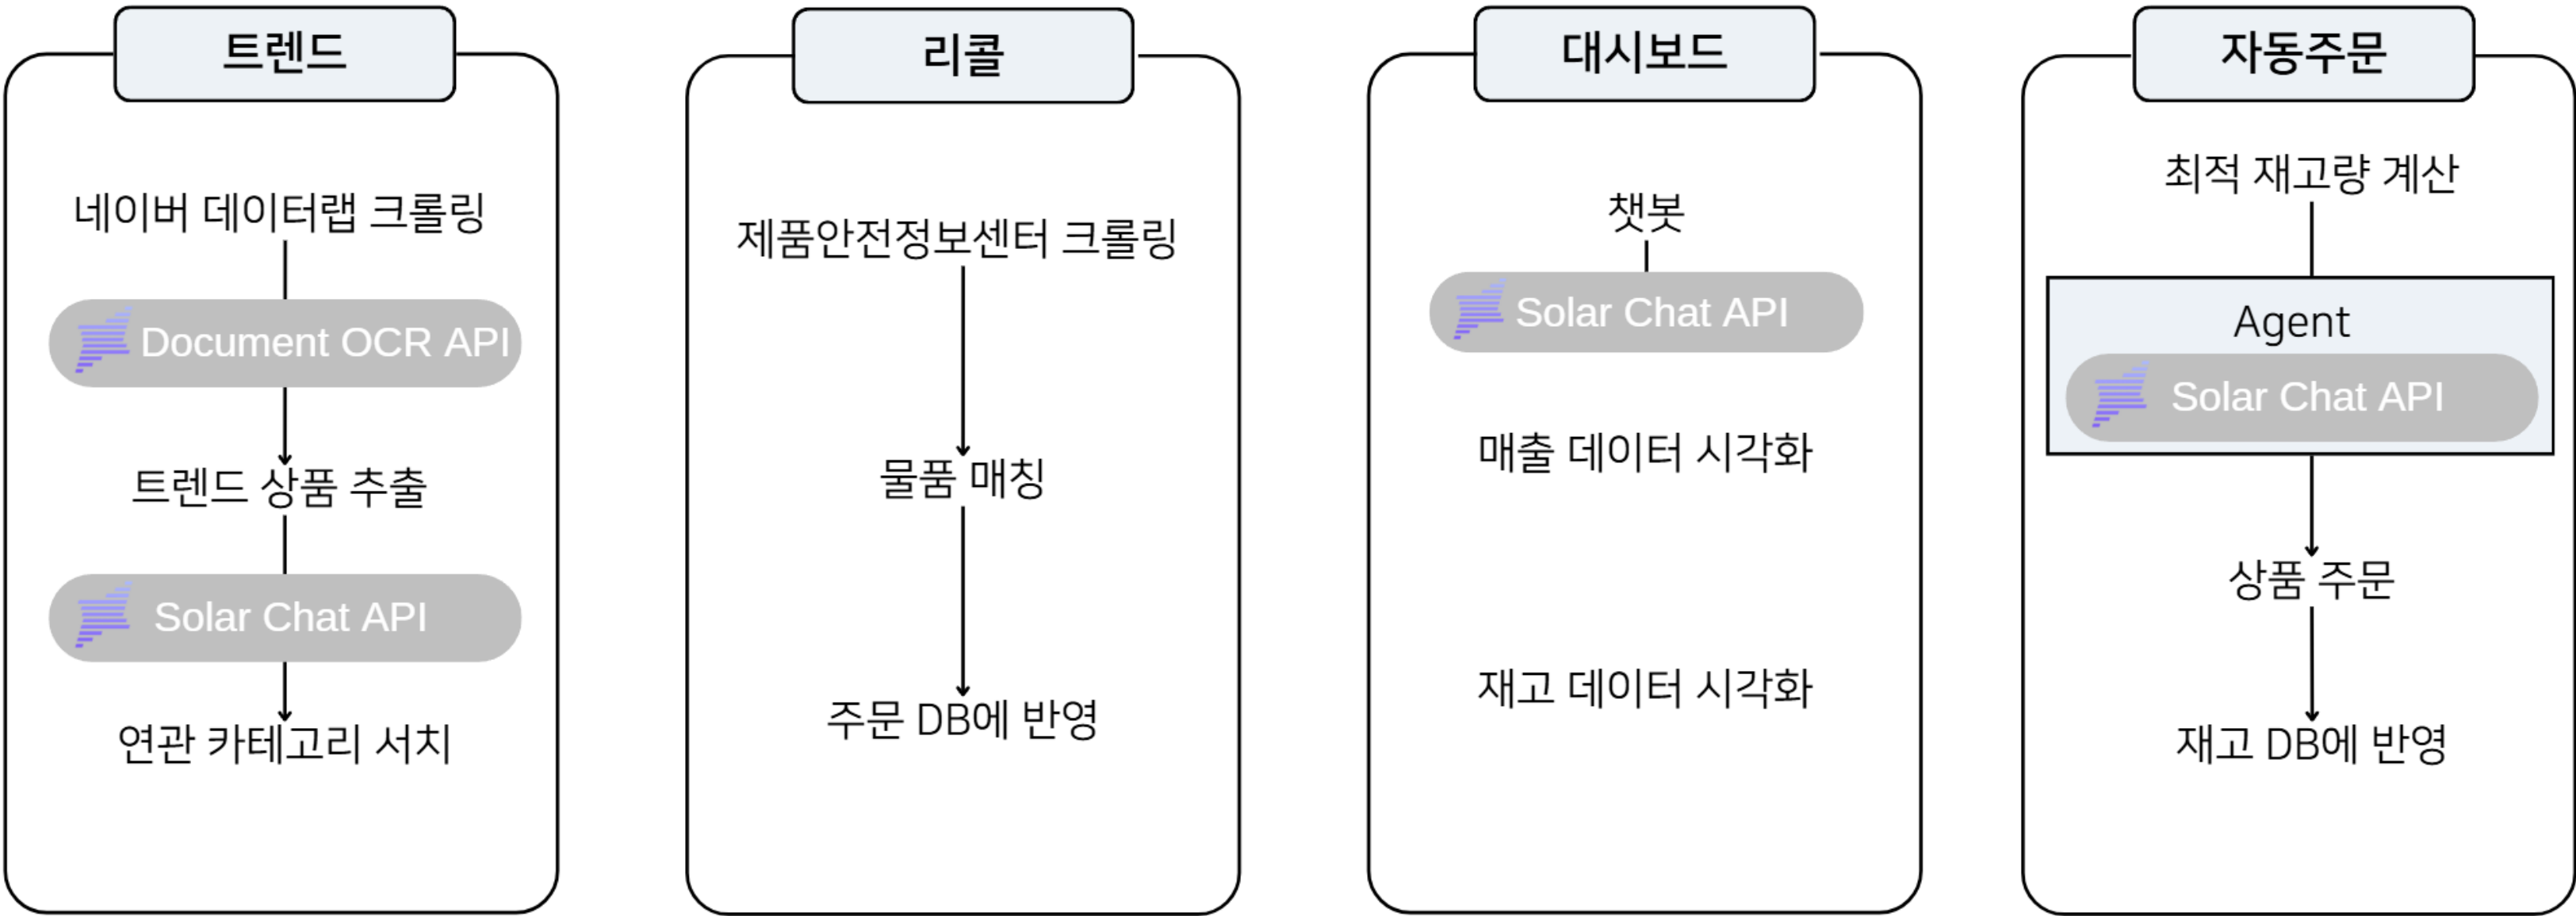 트렌드
네이버 데이터랩 크롤링
Document OCR API
트렌드 상품 추출
Solar Chat API
연관 카테고리 서치
리콜
제품안전정보센터 크롤링
물품 매칭
주문 DB에 반영
대시보드
챗봇
Solar Chat API
매출 데이터 시각화
재고 데이터 시각화
자동주문
최적 재고량 계산
Agent
Solar Chat API
상품 주문
재고 DB에 반영